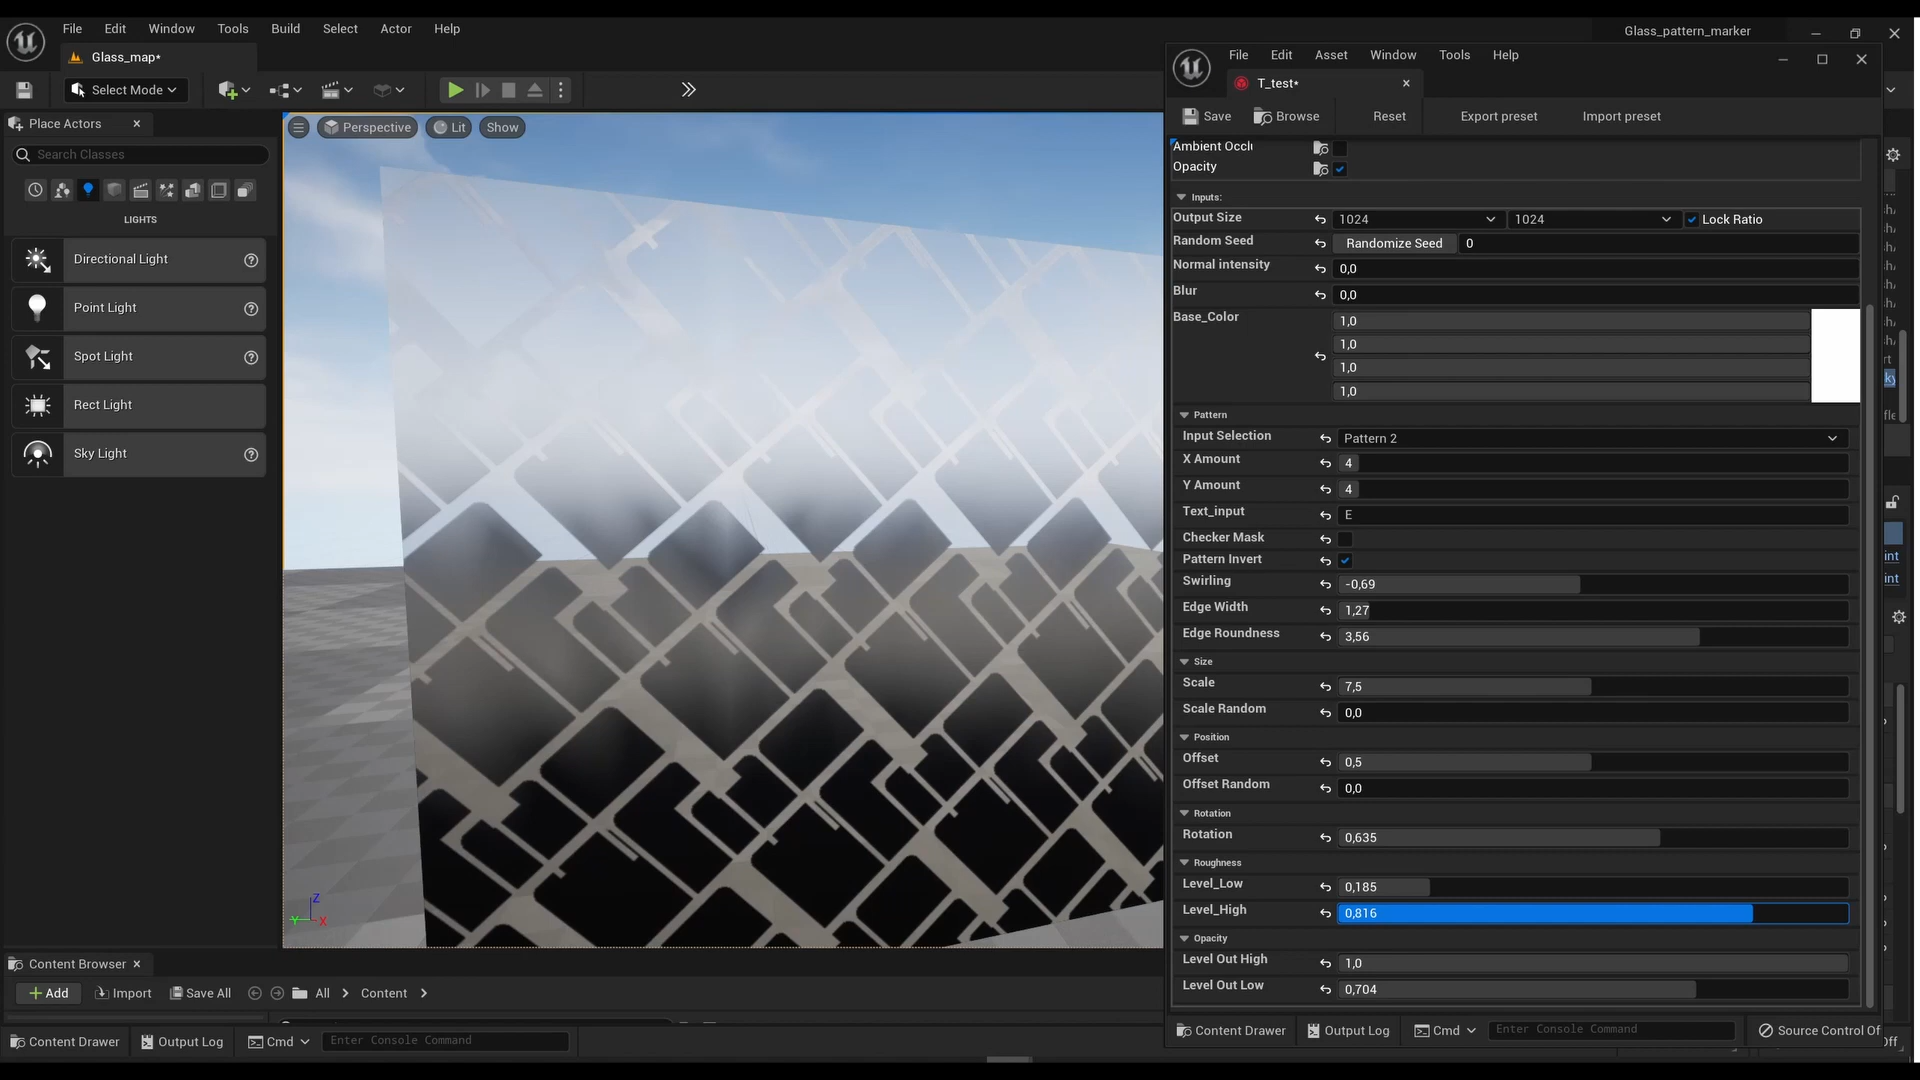 File Edit Window Tools Build Select Actor Help
Glass_pattern_marker
Glass_map*
Select Mode
Place Actors
Search Classes
LIGHTS
Directional Light
Point Light
Spot Light
Rect Light
Sky Light
Perspective Lit Show
File Edit Asset Window Tools Help
T_test*
Save Browse Reset Export preset Import preset
Ambient Occlu
Opacity
Inputs:
Output Size 1024 1024 Lock Ratio
Random Seed Randomize Seed 0
Normal intensity 0,0
Blur 0,0
Base_Color 1,0
1,0
1,0
1,0
Pattern
Input Selection Pattern 2
X Amount 4
Y Amount 4
Text_input E
Checker Mask
Pattern Invert
Swirling -0,69
Edge Width 1,27
Edge Roundness 3,56
Size
Scale 7,5
Scale Random 0,0
Position
Offset 0,5
Offset Random 0,0
Rotation
Rotation 0,635
Roughness
Level_Low 0,185
Level_High 0,816
Opacity
Level Out High 1,0
Level Out Low 0,704
Content Drawer Output Log Cmd Enter Console Command Source Control Of
Z
Y X
Content Browser
Add Import Save All All Content
Content Drawer Output Log Cmd Enter Console Command
int
int